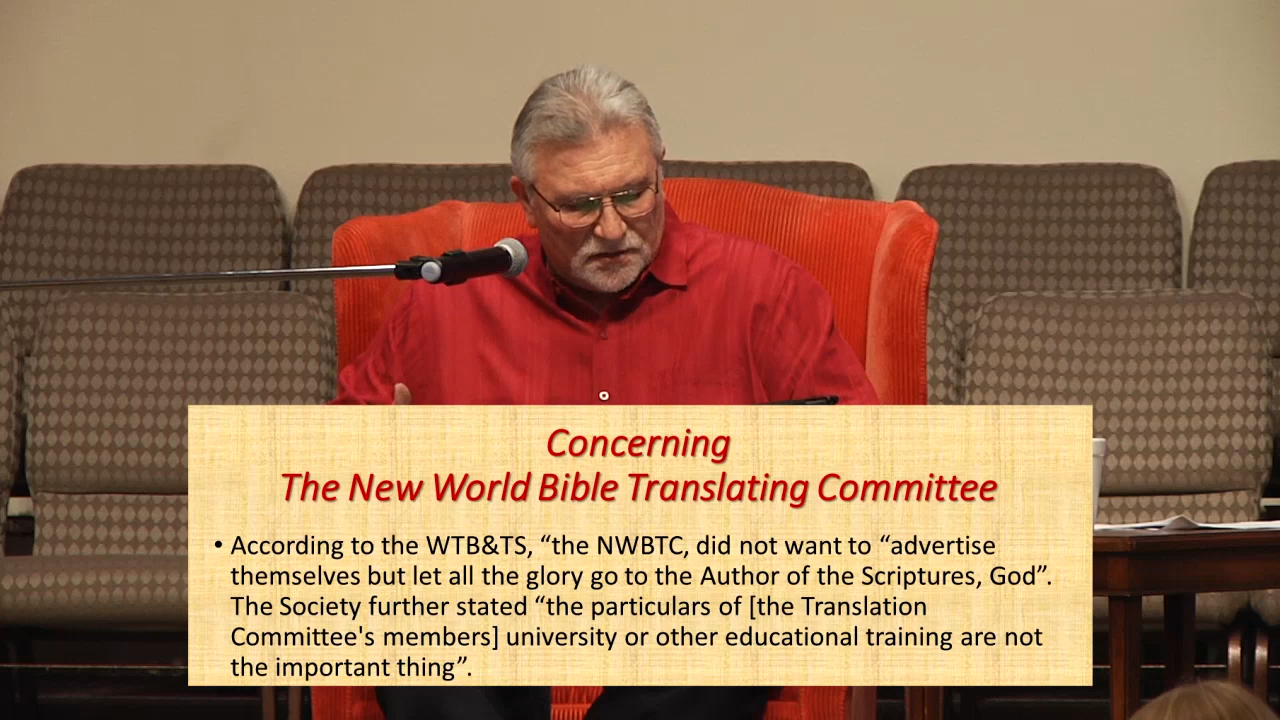 Concerning
The New World Bible Translating Committee
• According to the WTB&TS, “the NWBTC, did not want to “advertise
themselves but let all the glory go to the Author of the Scriptures, God”.
The Society further stated “the particulars of [the Translation
Committee's members] university or other educational training are not
the important thing”.